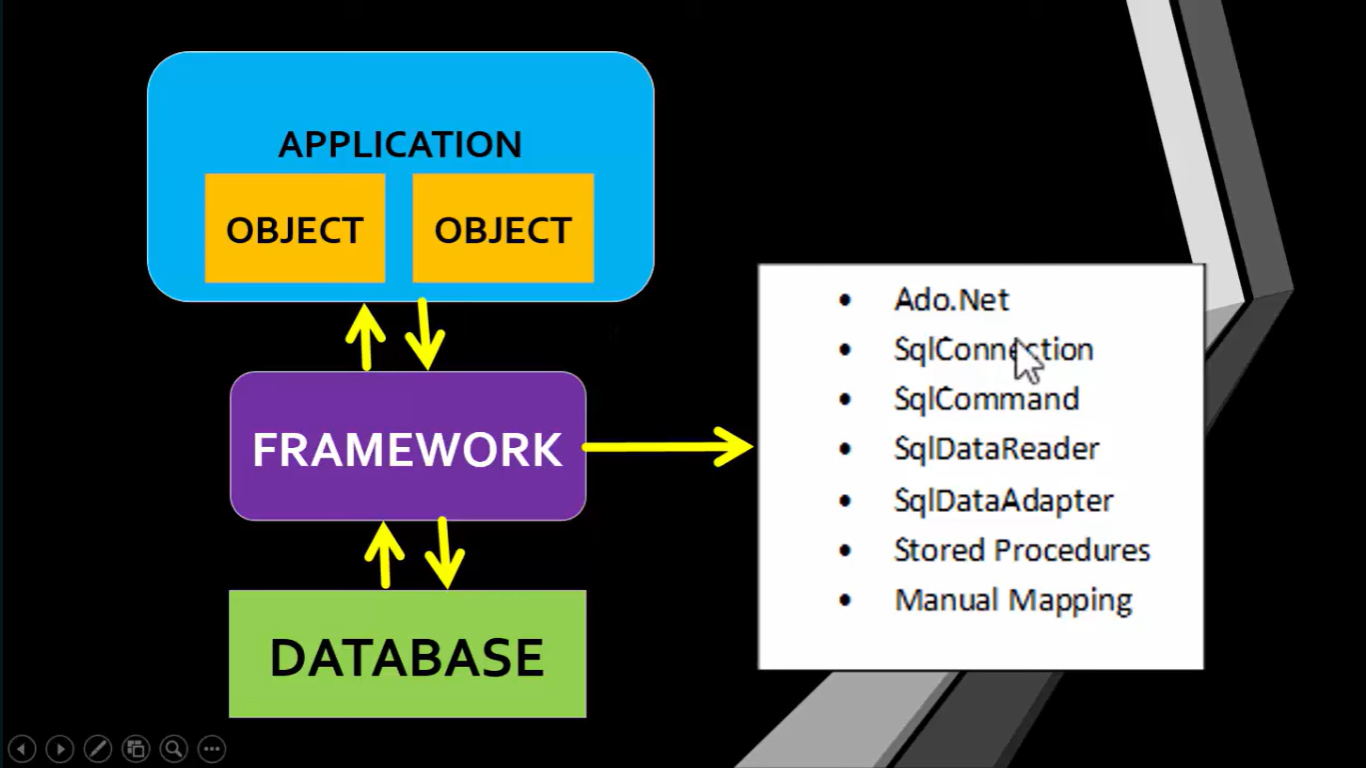 APPLICATION
OBJECT OBJECT
FRAMEWORK
DATABASE
• Ado.Net
• SqlConnection
• SqlCommand
• SqlDataReader
• SqlDataAdapter
• Stored Procedures
• Manual Mapping